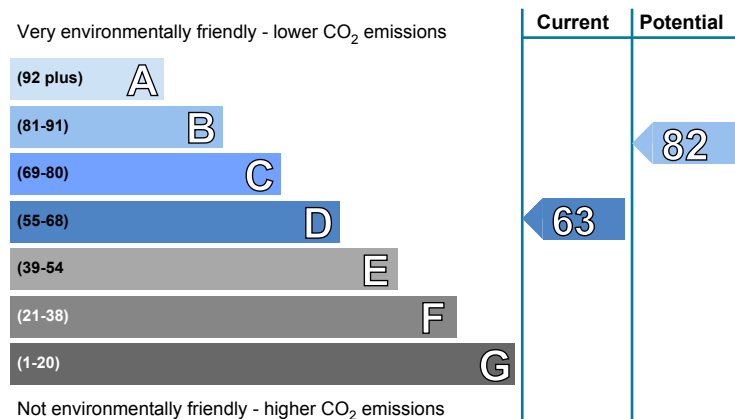 Very environmentally friendly - lower CO2 emissions
Current
Potential
(92 plus) A
(81-91) B
(69-80) C
(55-68) D
(39-54 E
(21-38) F
(1-20) G
82
63
Not environmentally friendly - higher CO2 emissions